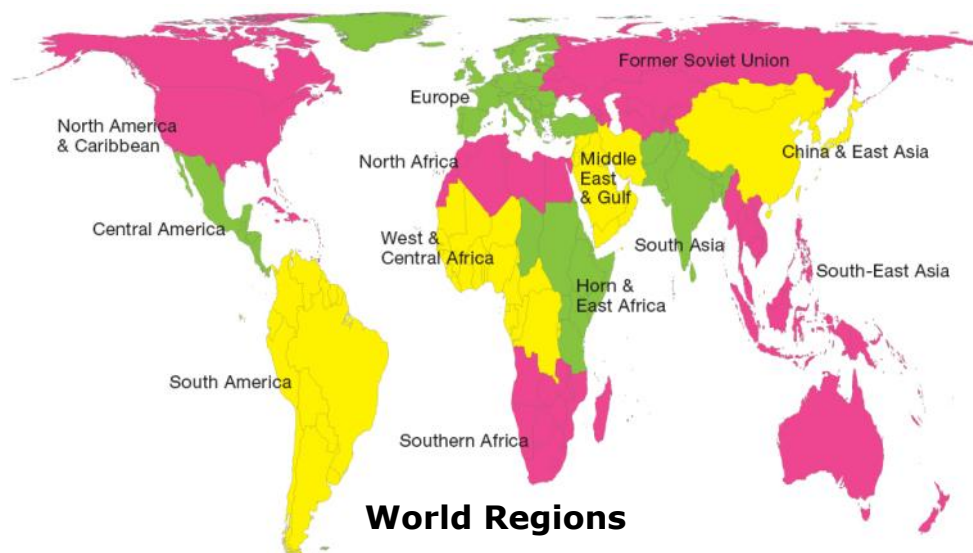 Former Soviet Union
Europe
North America
& Caribbean
North Africa
Middle
East
& Gulf
China & East Asia
Central America
West &
Central Africa
South Asia
South-East Asia
Horn &
East Africa
South America
Southern Africa
World Regions